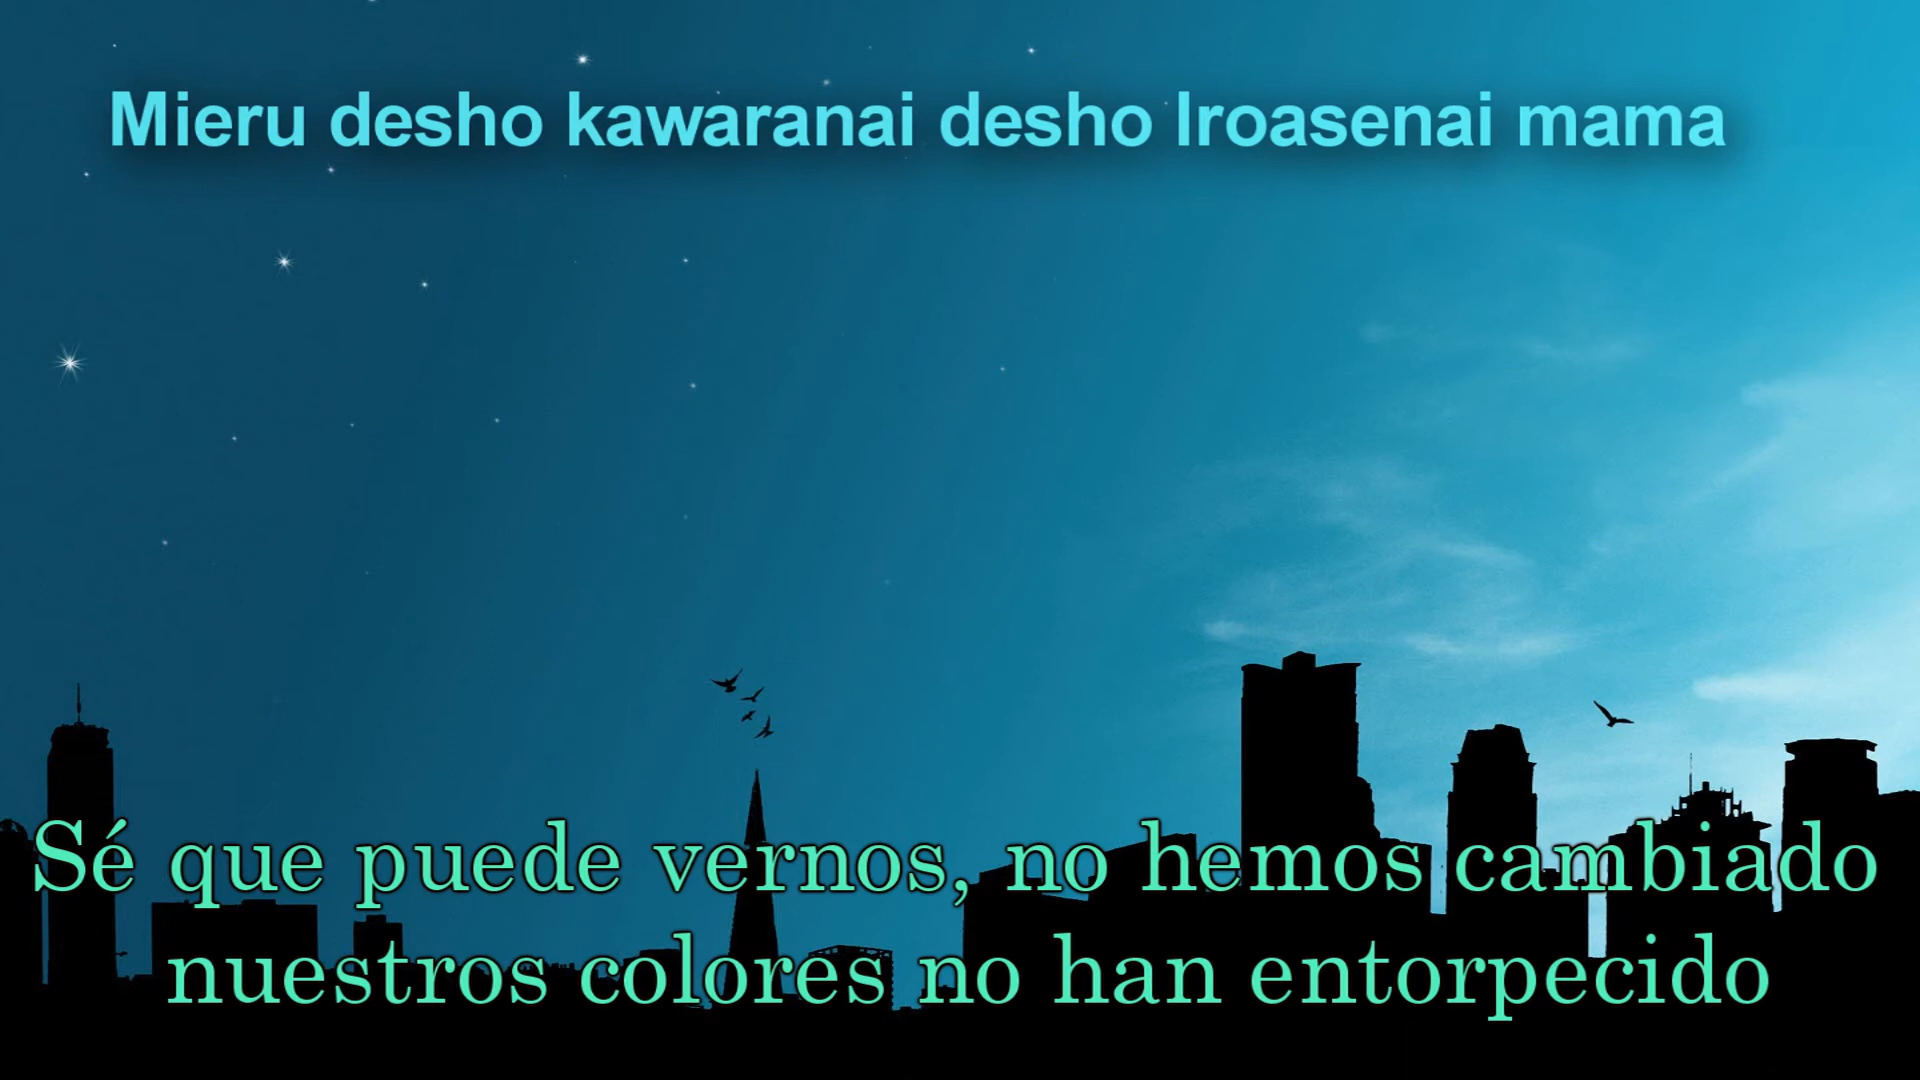 Mieru desho kawaranai desho Iroasenai mama
Sé que puede vernos, no hemos cambiado
nuestros colores no han entorpecido